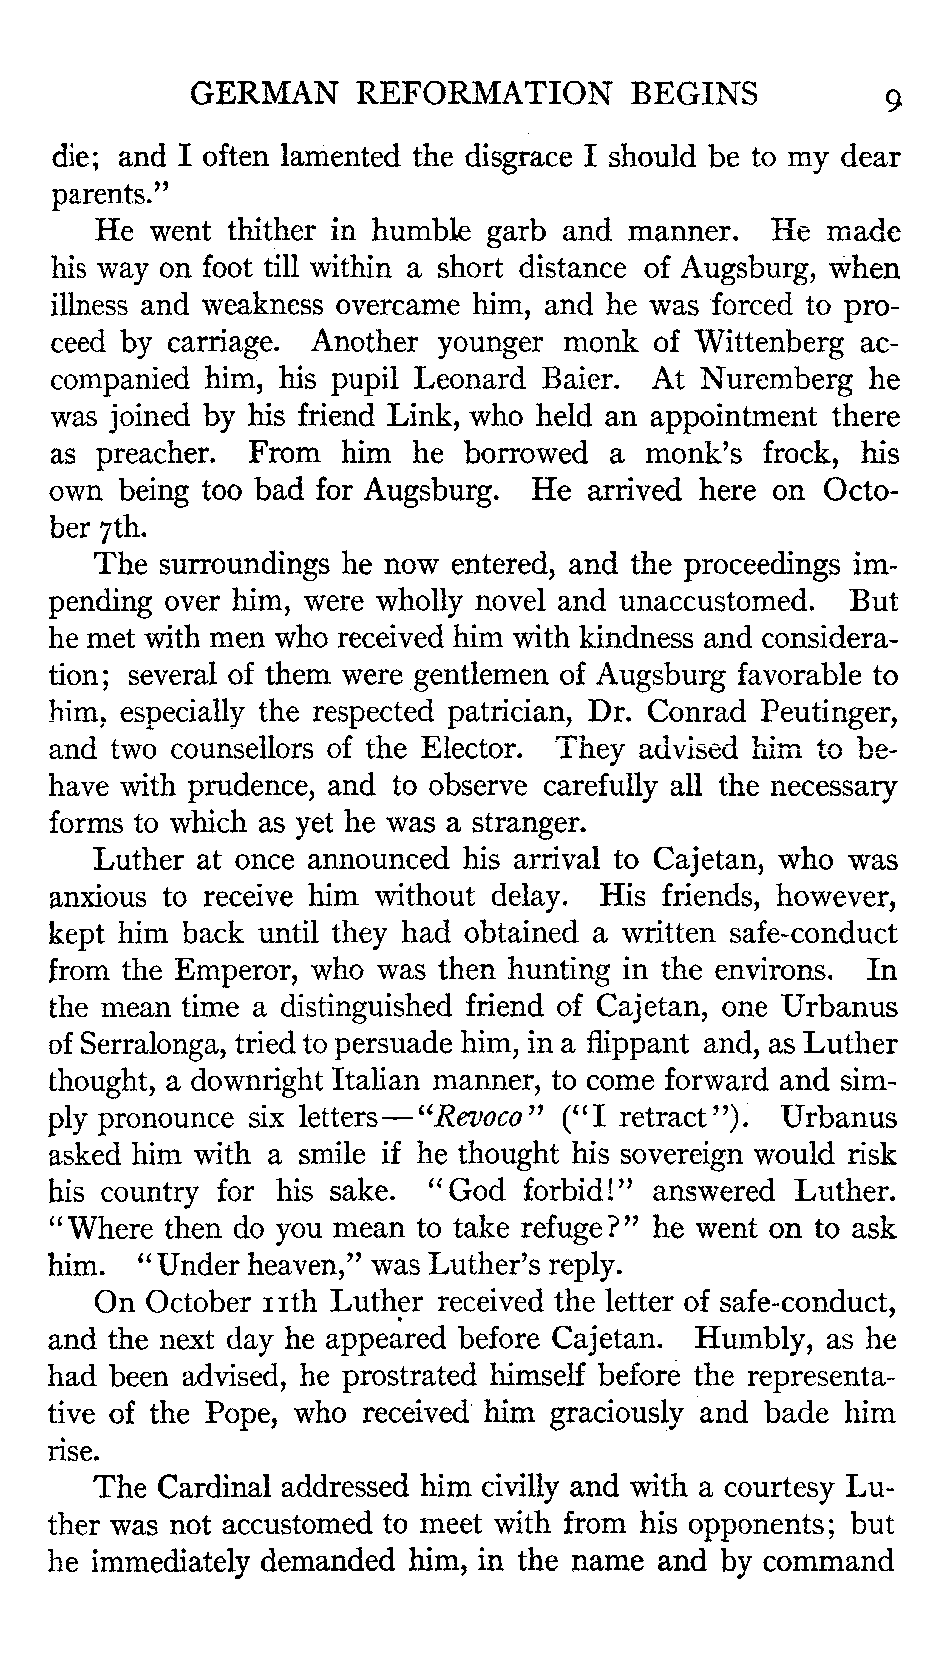 GERMAN REFORMATION BEGINS 9
die; and I often lamented the disgrace I should be to my dear
parents."
He went thither in humble garb and manner. He made
his way on foot till within a short distance of Augsburg, when
illness and weakness overcame him, and he was forced to pro-
ceed by carriage. Another younger monk of Wittenberg ac-
companied him, his pupil Leonard Baier. At Nuremberg he
was joined by his friend Link, who held an appointment there
as preacher. From him he borrowed a monk's frock, his
own being too bad for Augsburg. He arrived here on Octo-
ber 7th.
The surroundings he now entered, and the proceedings im-
pending over him, were wholly novel and unaccustomed. But
he met with men who received him with kindness and considera-
tion; several of them were gentlemen of Augsburg favorable to
him, especially the respected patrician, Dr. Conrad Peutinger,
and two counsellors of the Elector. They advised him to be-
have with prudence, and to observe carefully all the necessary
forms to which as yet he was a stranger.
Luther at once announced his arrival to Cajetan, who was
anxious to receive him without delay. His friends, however,
kept him back until they had obtained a written safe-conduct
from the Emperor, who was then hunting in the environs. In
the mean time a distinguished friend of Cajetan, one Urbanus
of Serralonga, tried to persuade him, in a flippant and, as Luther
thought, a downright Italian manner, to come forward and sim-
ply pronounce six letters—"Revoco" ("I retract"). Urbanus
asked him with a smile if he thought his sovereign would risk
his country for his sake. "God forbid!" answered Luther.
"Where then do you mean to take refuge?" he went on to ask
him. "Under heaven," was Luther's reply.
On October 11th Luther received the letter of safe-conduct,
and the next day he appeared before Cajetan. Humbly, as he
had been advised, he prostrated himself before the representa-
tive of the Pope, who received him graciously and bade him
rise.
The Cardinal addressed him civilly and with a courtesy Lu-
ther was not accustomed to meet with from his opponents; but
he immediately demanded him, in the name and by command